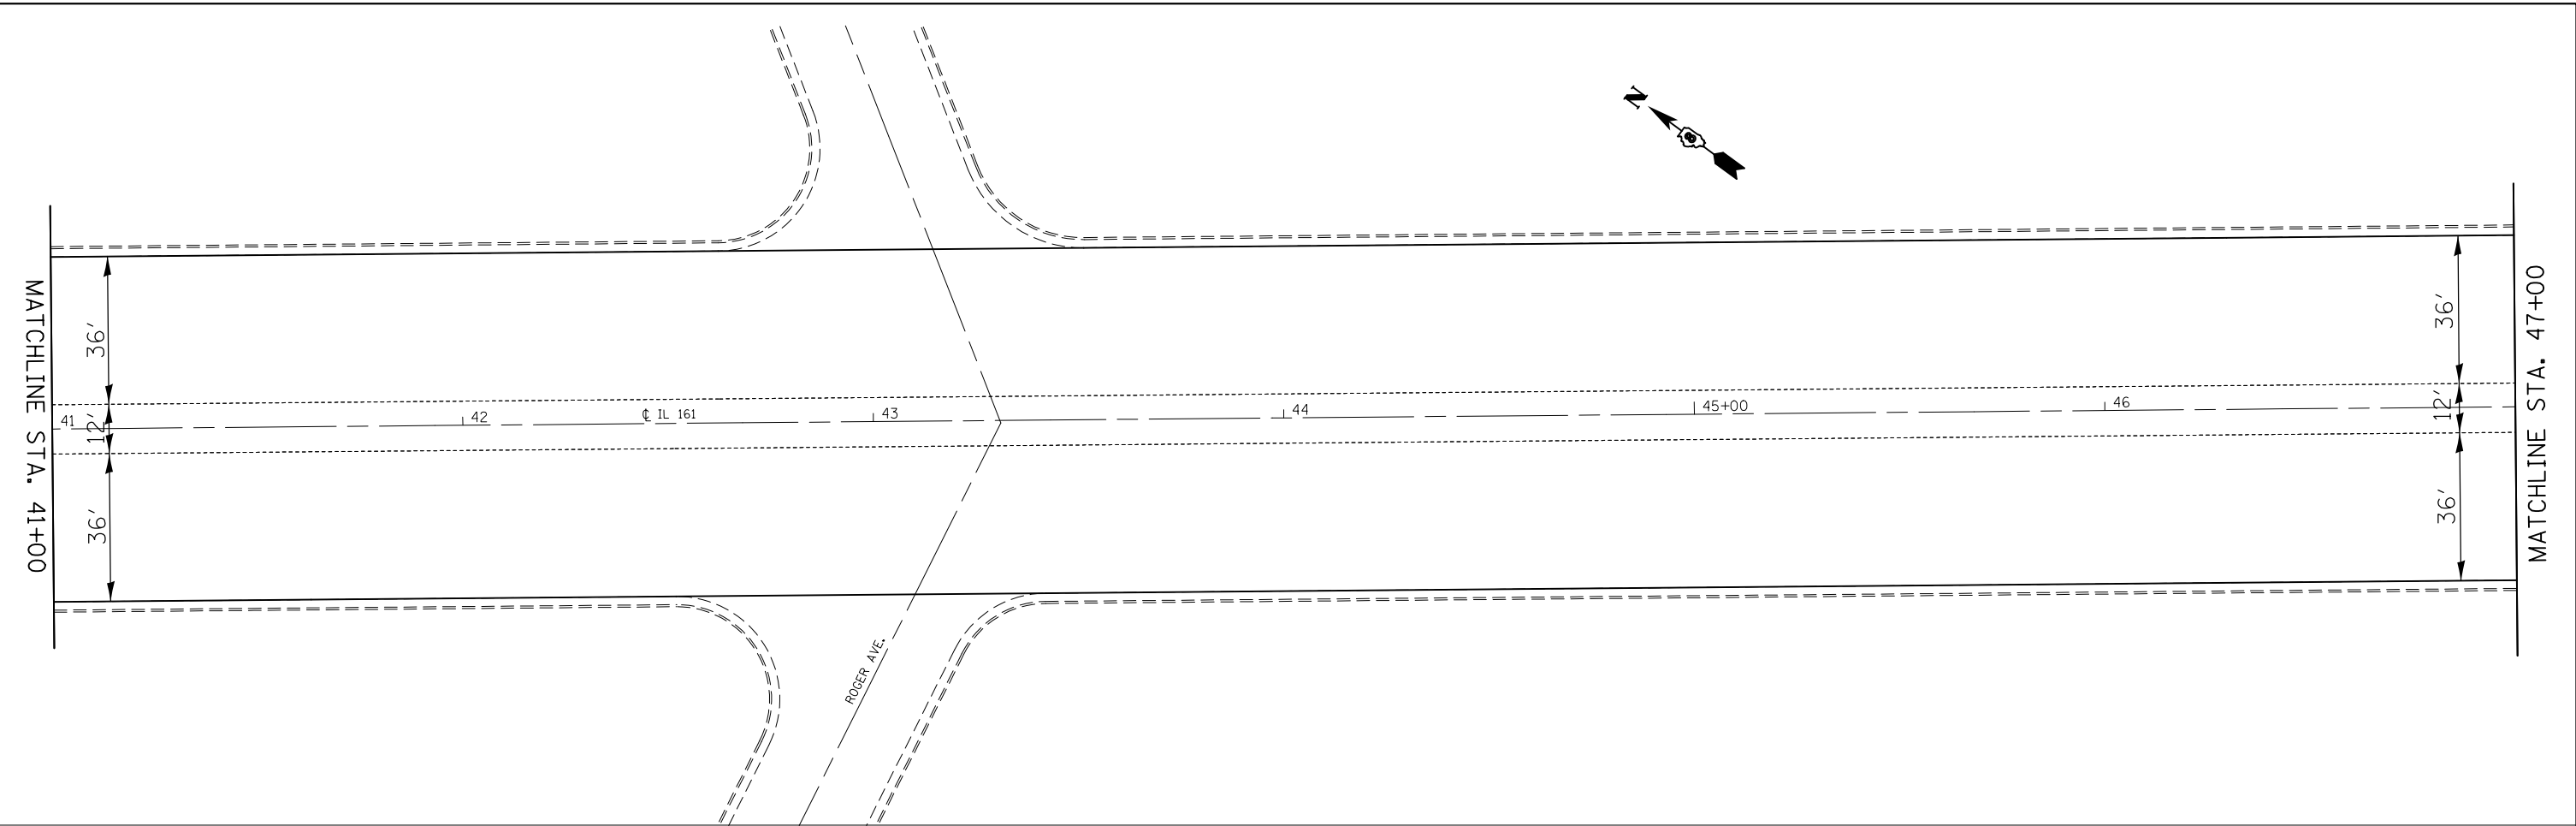 N
8
MATCHLINE STA. 41+00
36'
12'
36'
41
42
℄ IL 161
43
44
45+00
46
36'
12'
36'
MATCHLINE STA. 47+00
ROGER AVE.